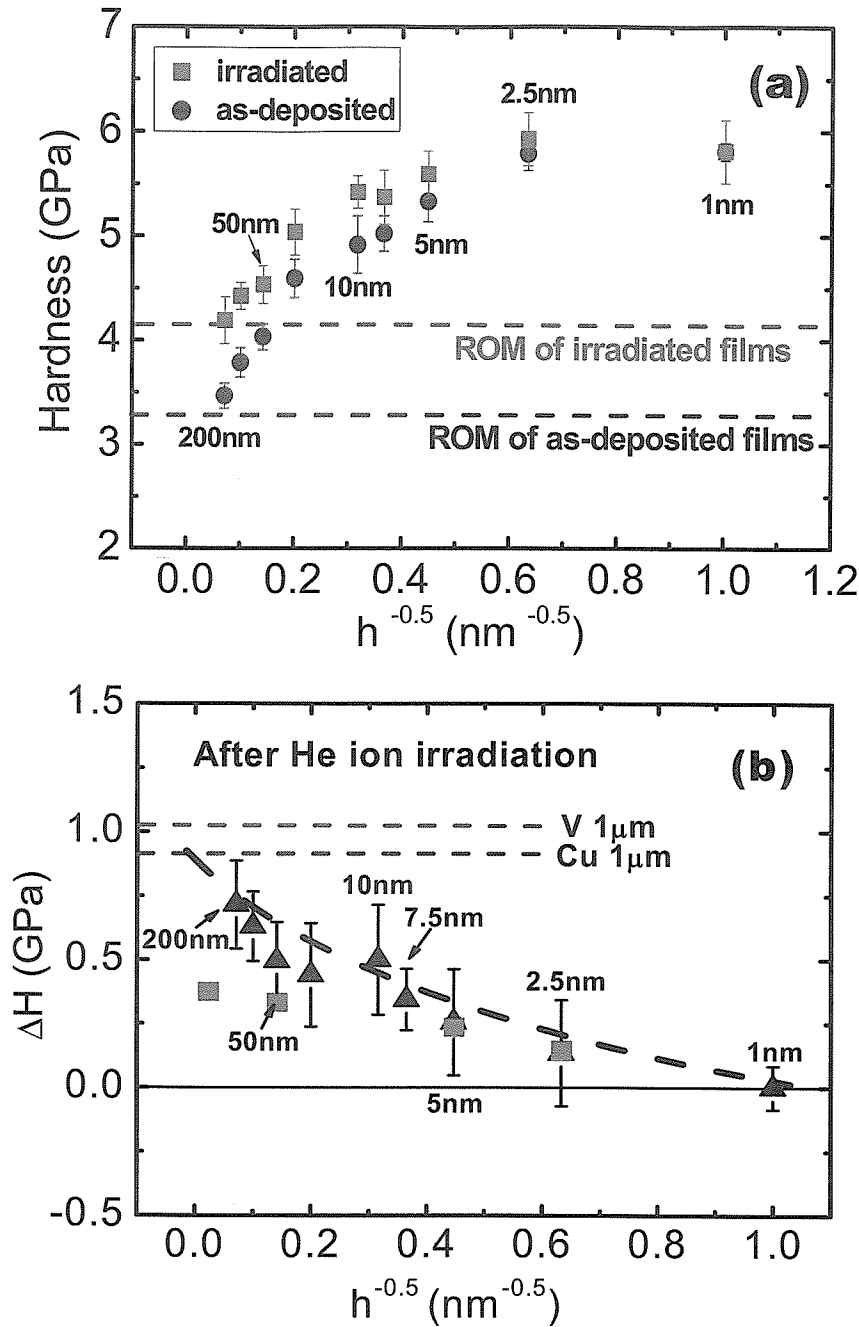 7
6
5
4
3
2
Hardness (GPa)
irradiated
as-deposited
(a)
2.5nm
1nm
50nm
5nm
10nm
200nm
ROM of irradiated films
ROM of as-deposited films
0.0 0.2 0.4 0.6 0.8 1.0 1.2
h -0.5 (nm -0.5)
1.5
1.0
0.5
0.0
-0.5
ΔH (GPa)
After He ion irradiation
(b)
V 1μm
Cu 1μm
10nm
7.5nm
200nm
2.5nm
50nm
1nm
5nm
0.0 0.2 0.4 0.6 0.8 1.0
h-0.5 (nm-0.5)